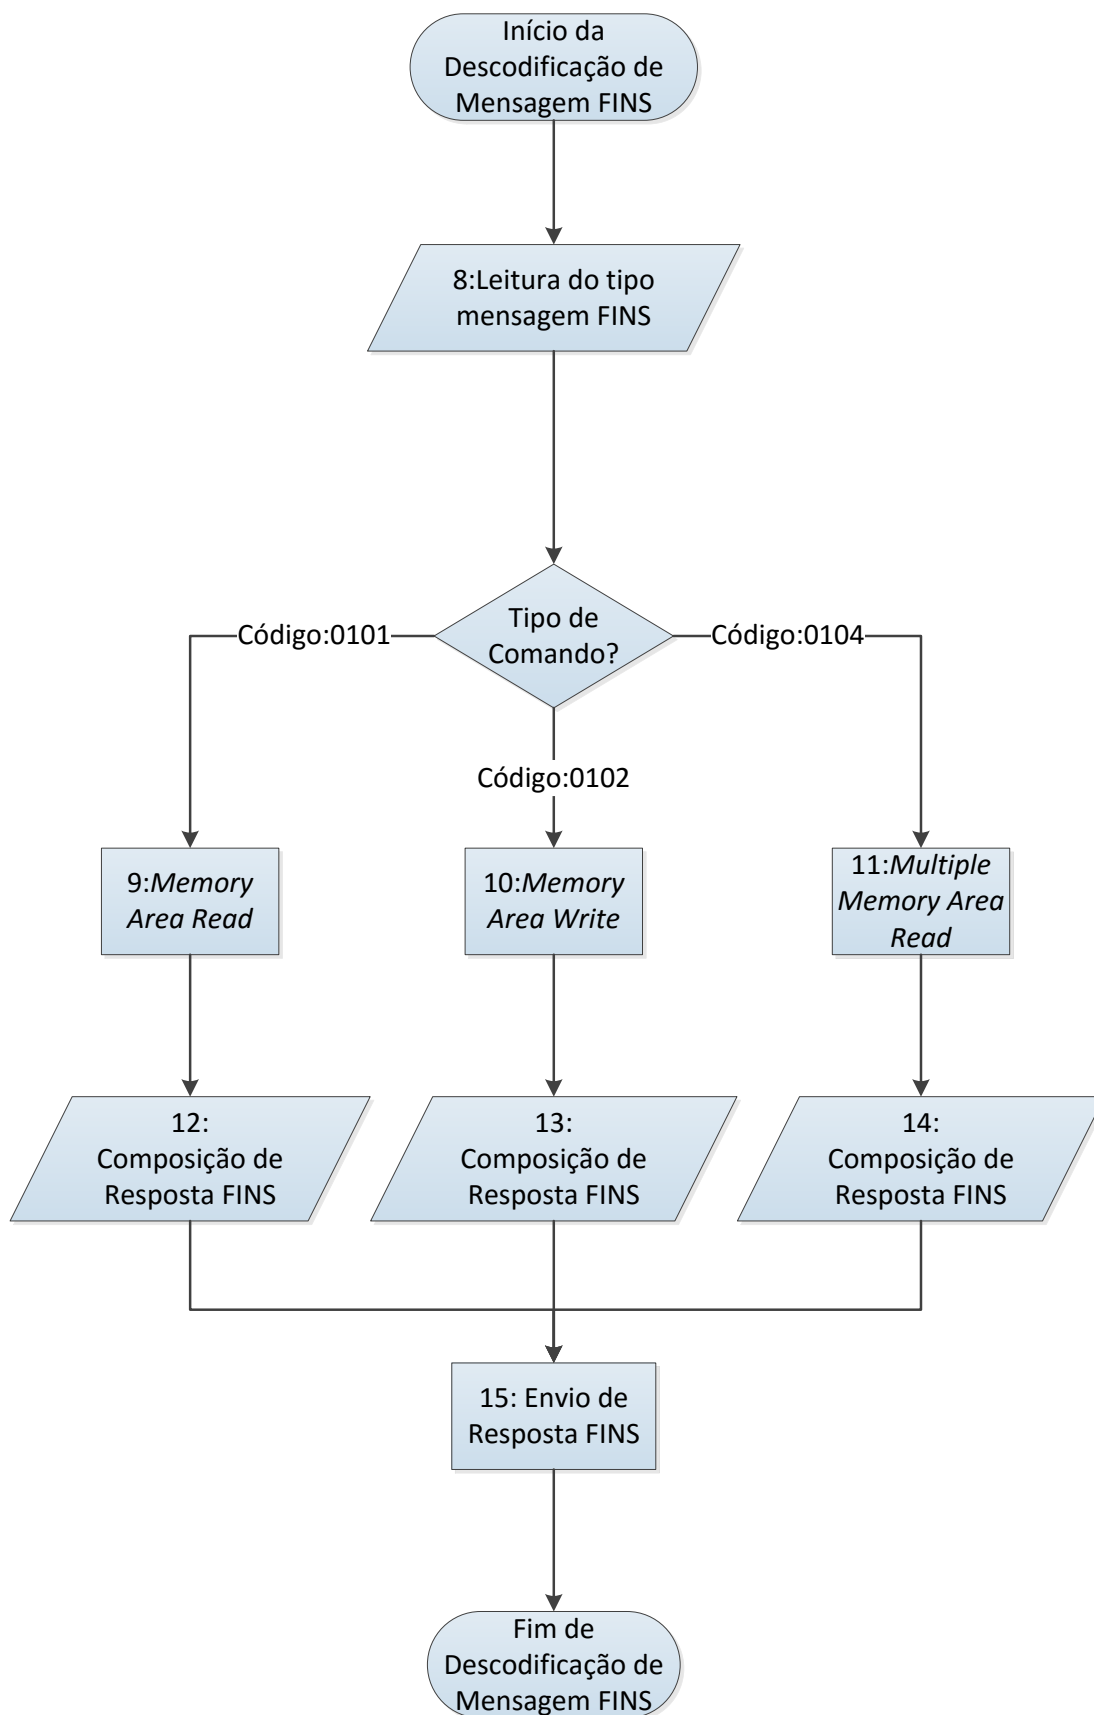 Início da
Descodificação de
Mensagem FINS
8:Leitura do tipo
mensagem FINS
Tipo de
Comando?
Código:0101
Código:0104
Código:0102
9:Memory
Area Read
10:Memory
Area Write
11:Multiple
Memory Area
Read
12:
Composição de
Resposta FINS
13:
Composição de
Resposta FINS
14:
Composição de
Resposta FINS
15: Envio de
Resposta FINS
Fim de
Descodificação de
Mensagem FINS